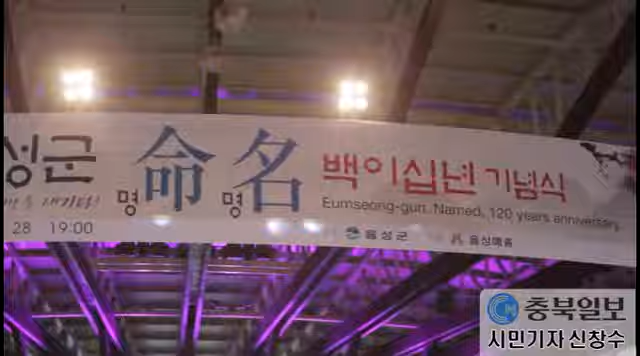 성군 명命 명名 백이십년 기념식
Eumseong-gun. Named, 120 years anniversary
28 19:00
음성군
충북일보
시민기자 신창수